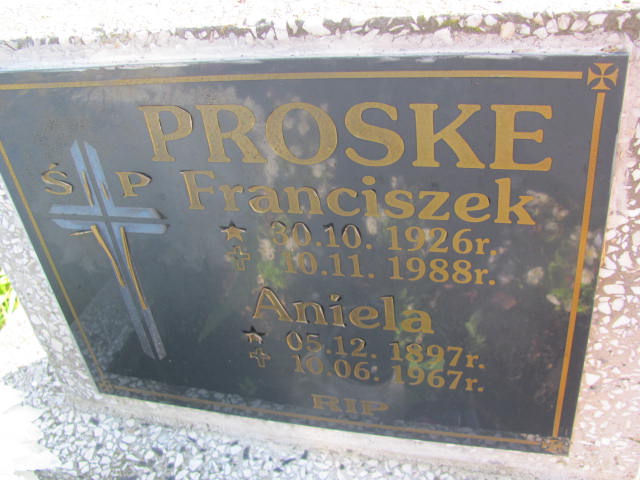 PROSKE
Ś P
Franciszek
30.10. 1926r.
10.11. 1988r.
Aniela
05.12. 1897r.
10.06. 1967r.
RIP